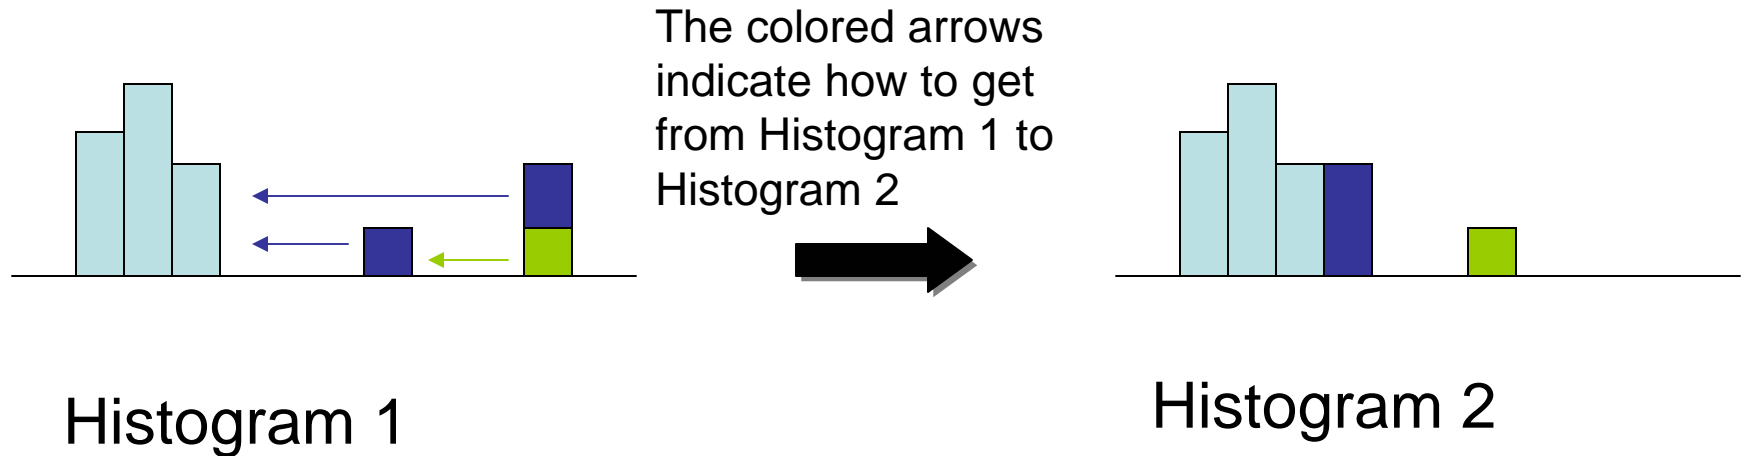 The colored arrows
indicate how to get
from Histogram 1 to
Histogram 2
Histogram 1
Histogram 2